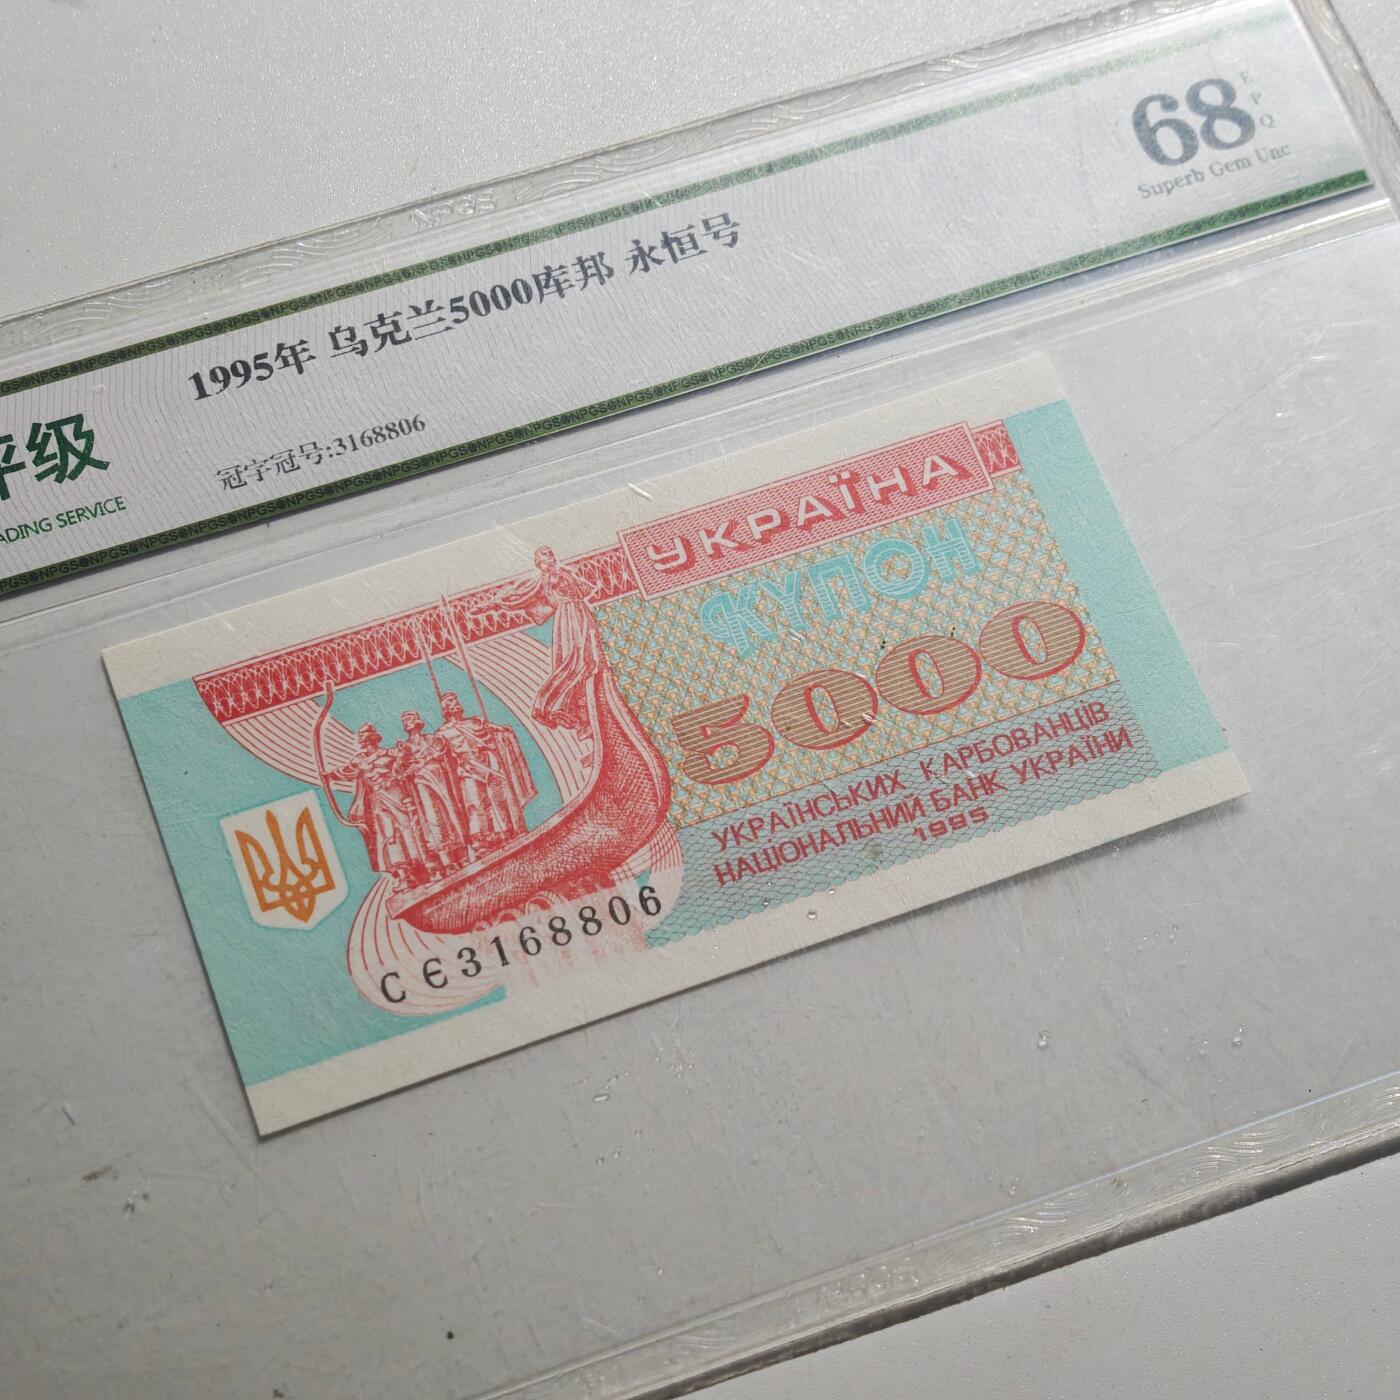 NPGS
68
EPQ
Superb Gem Unc
1995年 乌克兰5000库邦 永恒号
冠字冠号:3168806
评级
ADING SERVICE
УКРАЇНА
КУПОН
5000
УКРАЇНСЬКИХ КАРБОВАНЦІВ
НАЦІОНАЛЬНИЙ БАНК УКРАЇНИ
1995
СЄ3168806